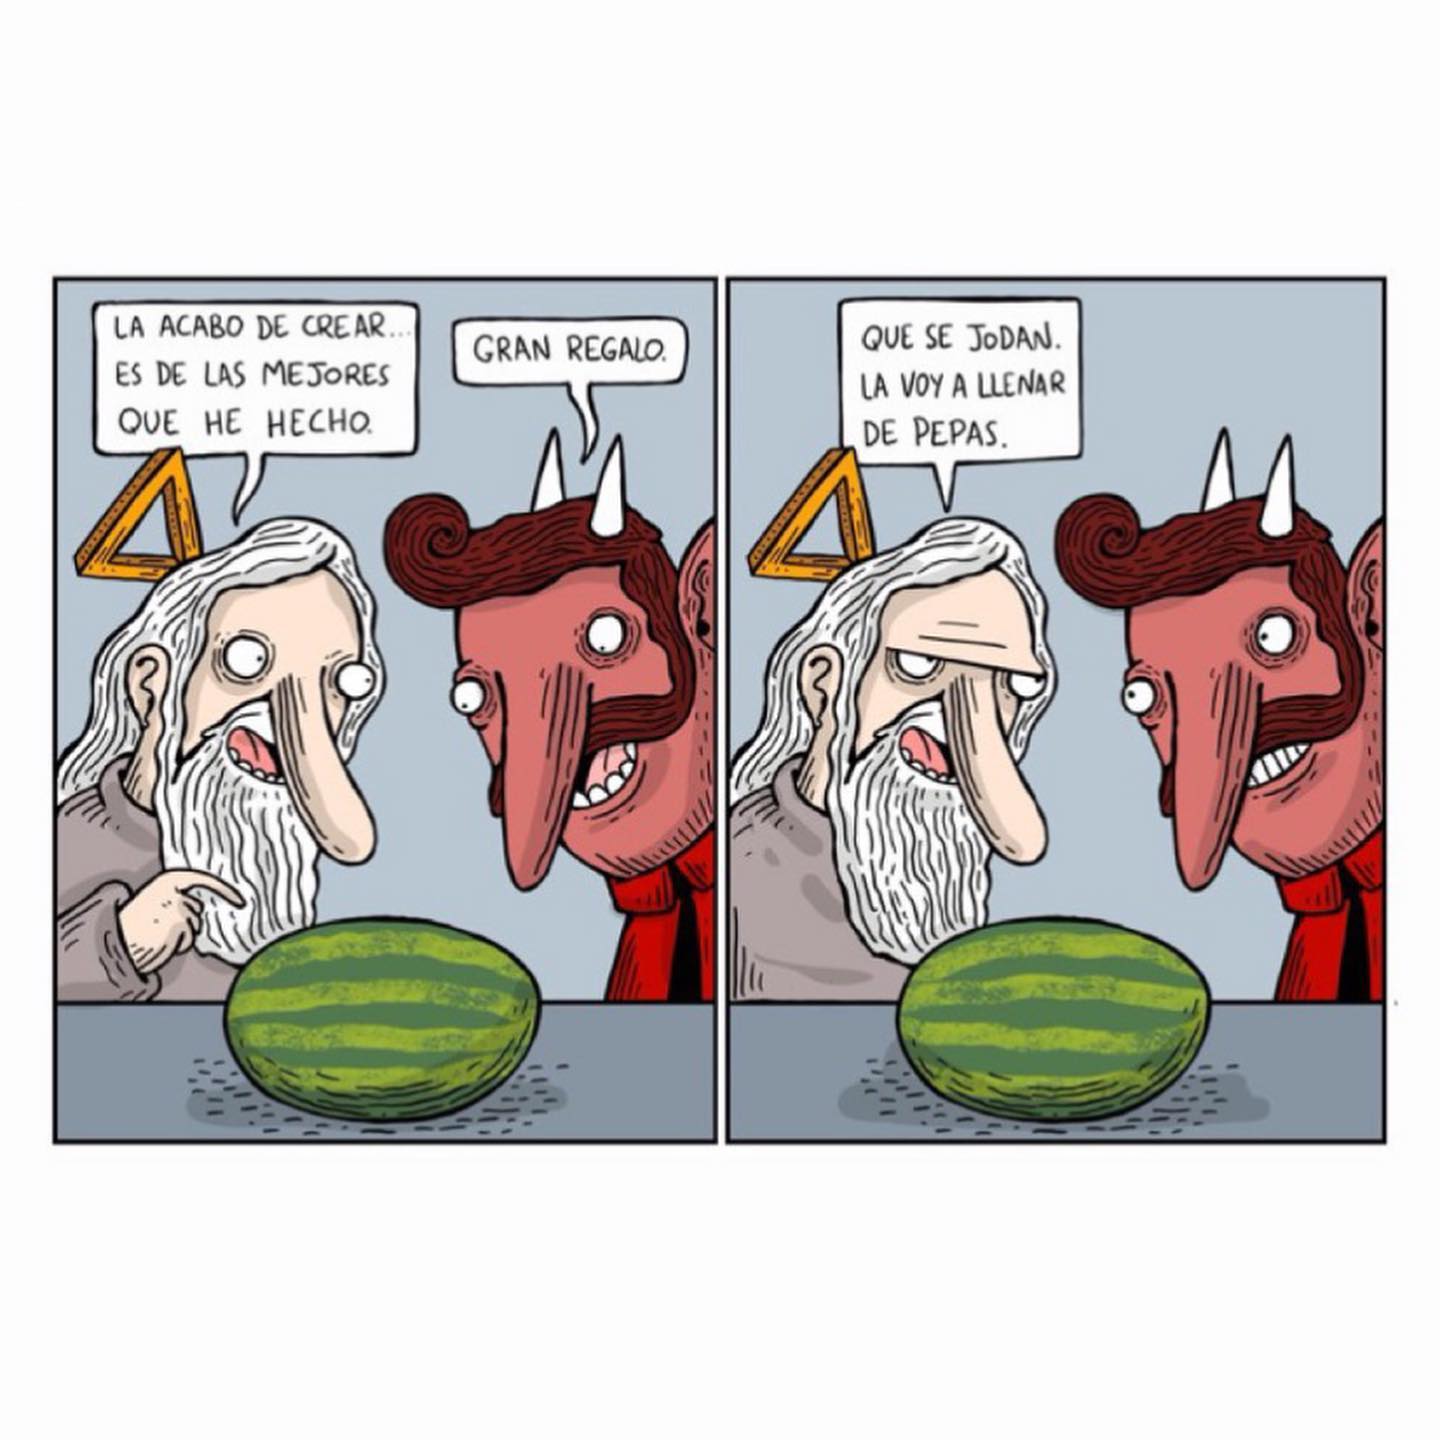 LA ACABO DE CREAR...
ES DE LAS MEJORES
QUE HE HECHO.
GRAN REGALO.
QUE SE JODAN.
LA VOY A LLENAR
DE PEPAS.